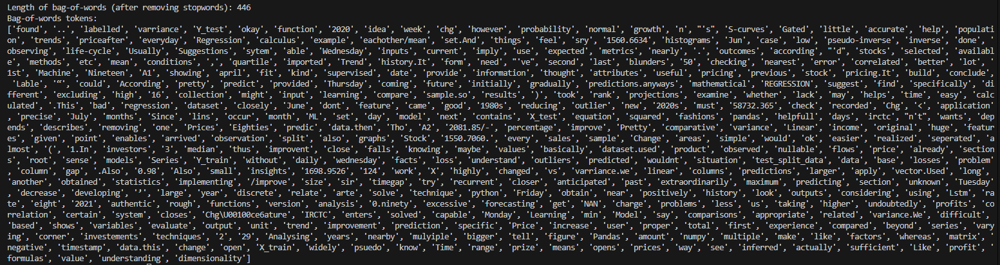 Length of bag-of-words (after removing stopwords): 446
Bag-of-words tokens:
['found', '..', 'labelled', 'varriance', 'Y_test', 'okay', 'function', '2020', 'idea', 'week', 'chg', 'however', 'probability', 'normal', 'growth', 'n', "'s", 'S-curves', 'Gated', 'little', 'accurate', 'help', 'populati
on', 'trends', 'priceafter', 'everyday', 'Regression', 'calculus', 'example', 'eachother/mean', 'set.And', 'things', 'feel', 'sry', '1560.6634', 'histograms', 'Jun', 'case', 'low', 'pseudo-inverse', 'inverse', 'done', '
observing', 'life-cycle', 'Usually', 'Suggestions', 'sytem', 'able', 'Wednesday', 'inputs', 'current', 'imply', 'use', 'expected', 'metrics', 'nearly', '.', 'outcomes', 'according', "'d", 'stocks', 'selected', 'availabl
e', 'methods', 'etc', 'mean', 'conditions', ',', 'quartile', 'imported', 'Trend', 'history.It', 'form', 'need', "'ve", 'second', 'last', 'blunders', '50', 'checking', 'nearest', 'error', 'correlated', 'better', 'lot', '
1st', 'Machine', 'Nineteen', 'A1', 'showing', 'april', 'fit', 'kind', 'supervised', 'date', 'provide', 'information', 'thought', 'attributes', 'useful', 'pricing', 'previous', 'stock', 'pricing.It', 'build', 'conclude',
'Lable', '“', 'could', 'According', 'pretty', 'predict', 'provided', 'Thursday', 'coming', 'future', 'initially', 'gradually', 'predictions.anyways', 'mathematical', 'REGRESSION', 'suggest', 'find', 'specifically', 'di
fferent', 'excluding', 'high', '16', 'collection', 'might', 'input', 'learning', 'compare', 'sample.so', 'results', ')', 'took', 'rank', 'projections', 'examine', 'whether', 'lack', 'may', 'helps', 'time', 'easy', 'calc
ulated', '.This', 'bad', 'regression', 'dataset', 'closely', 'June', 'dont', 'feature', 'came', 'good', '1980s', 'reducing', 'outlier', 'new', '2020s', 'must', '58732.365', 'check', 'recorded', 'Chg', '<', 'application'
, 'precise', 'July', 'months', 'Since', 'lins', 'occur', 'month', 'ML', 'set', 'day', 'model', 'next', 'contains', 'X_test', 'equation', 'squared', 'fashions', 'pandas', 'helpfull', 'days', 'irctc', "n't", 'wants', 'dep
ends', 'describes', 'removing', 'one', 'Prices', 'Eighties', 'predic', 'data.then', 'Tho', 'A2', '2081.85/-', 'percentage', 'improve', 'Pretty', 'comparative', 'variance', 'Linear', 'income', 'original', 'huge', 'featur
es', 'given', 'point', 'enables', 'arrived', 'observation', 'split', 'also', 'graphs', 'Stock', '1550.7060.', 'every', 'sales', 'sample', 'Change', 'areas', 'simple', 'would', 'ok', 'easier', 'realized', 'seperated', 'a
lmost', '(', '1.In', 'investors', '3', 'median', 'thus', 'improvent', 'close', 'falls', 'knowing', 'maybe', 'values', 'basically', 'dataset.used', 'product', 'observed', 'nullable', 'flows', 'price', 'already', 'section
s', 'root', 'sense', 'models', 'Series', 'Y_train', 'without', 'daily', 'wednesday', 'facts', 'loss', 'understand', 'outliers', 'predicted', 'wouldnt', 'situation', 'test_split_data', 'data', 'base', 'losses', 'problem'
, 'column', 'gap', '.Also', '0.98', 'Also', 'small', 'insights', '1698.9526', '124', 'work', 'X', 'highly', 'changed', 'vs', 'varriance.we', 'linear', 'columns', 'predictions', 'larger', 'apply', 'vector.Used', 'long',
'another', 'obtained', 'statistics', 'implementing', '/improve', 'size', 'sir', 'timegap', 'try', 'recurrent', 'closer', 'anticipated', 'past', 'extraordinarily', 'maximum', 'predicting', 'section', 'unknown', 'Tuesday'
, 'decrease', 'developing', '’', 'large', 'year', 'discrete', 'relate', 'arte', 'solve', 'technique', 'python', 'Friday', 'obtain', 'near', 'positively', 'history', 'look', 'outputs', 'considering', 'using', 'Lstm', 'ra
te', 'eight', '2021', 'authentic', 'rough', 'functions', 'version', 'analysis', '0.ninety', 'excessive', 'forecasting', 'get', 'NAN', 'charge', 'problems', 'less', 'us', 'taking', 'higher', 'undoubtedly', 'profits', 'co
rrelation', 'certain', 'system', 'closes', 'Chg\U00100ce6ature', 'IRCTC', 'enters', 'solved', 'capable', 'Monday', 'Learning', 'min', 'Model', 'say', 'comparisons', 'appropriate', 'related', 'variance.We', 'difficult',
'based', 'shows', 'variables', 'evaluate', 'output', 'unit', 'trend', 'improvement', 'prediction', 'specific', 'Price', 'increase', 'user', 'proper', 'total', 'first', 'experience', 'compared', 'beyond', 'series', 'vary
ing', 'corner', 'investements', 'techniques', '2', '29', 'Analysing', 'years', 'nearby', 'mulyiple', 'bigger', 'tell', 'figure', 'Pandas', 'amount', 'numpy', 'multiple', 'make', 'like', 'factors', 'whereas', 'matrix', '
negative', 'timestamp', 'data.this', 'change', 'open', 'X_train', 'widely', 'psuedo', 'know', 'Time', 'range', 'prize', 'means', 'opens', 'prices', 'way', 'see', 'inferred', 'actually', 'sufficient', 'Like', 'profit', '
formulas', 'value', 'understanding', 'dimensionality']